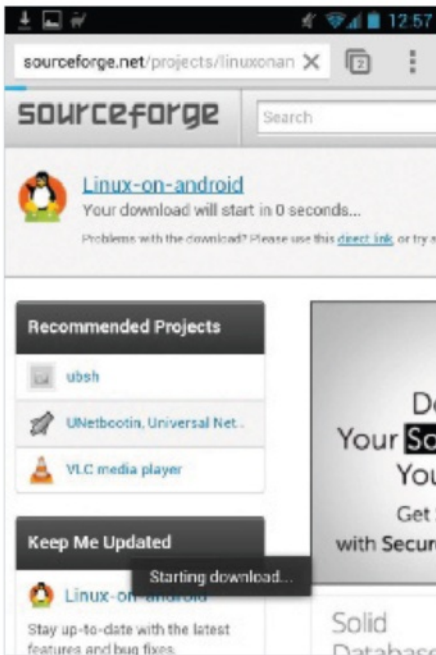 12:57
sourceforge.net/projects/linuxonan
2
sourceforge
Search
Linux-on-android
Your download will start in 0 seconds...
Problems with the download? Please use this direct link, or try a
Recommended Projects
ubsh
UNetbootin, Universal Net..
VLC media player
Keep Me Updated
Linux-on-android
Starting download...
Stay up-to-date with the latest
features and bug fixes.
Your
You
Get
with Secur
Solid
Database